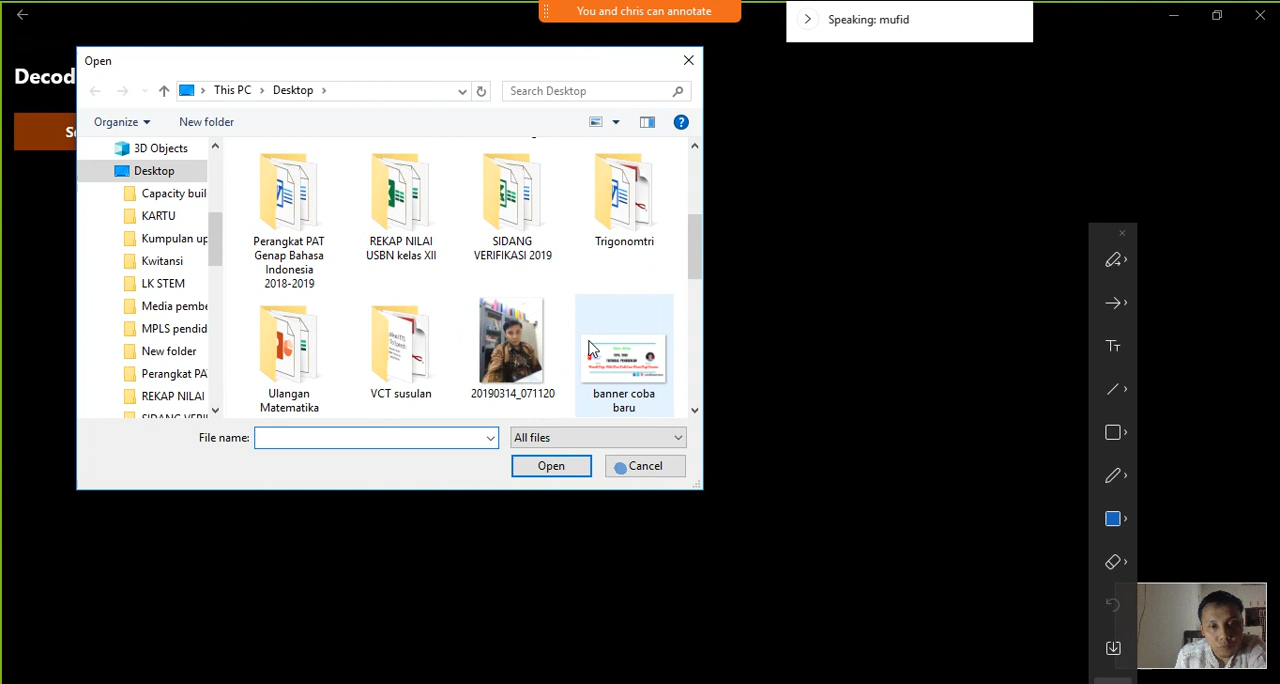 You and chris can annotate
Speaking: mufid
Decod
Open
This PC
Desktop
Search Desktop
Organize
New folder
3D Objects
Desktop
Capacity buil
KARTU
Kumpulan up
Kwitansi
LK STEM
Media pembe
MPLS pendid
New folder
Perangkat PA
REKAP NILAI
Perangkat PAT
Genap Bahasa
Indonesia
2018-2019
REKAP NILAI
USBN kelas XII
SIDANG
VERIFIKASI 2019
Trigonomtri
Ulangan
Matematika
VCT susulan
20190314_071120
banner coba
baru
File name:
All files
Open
Cancel